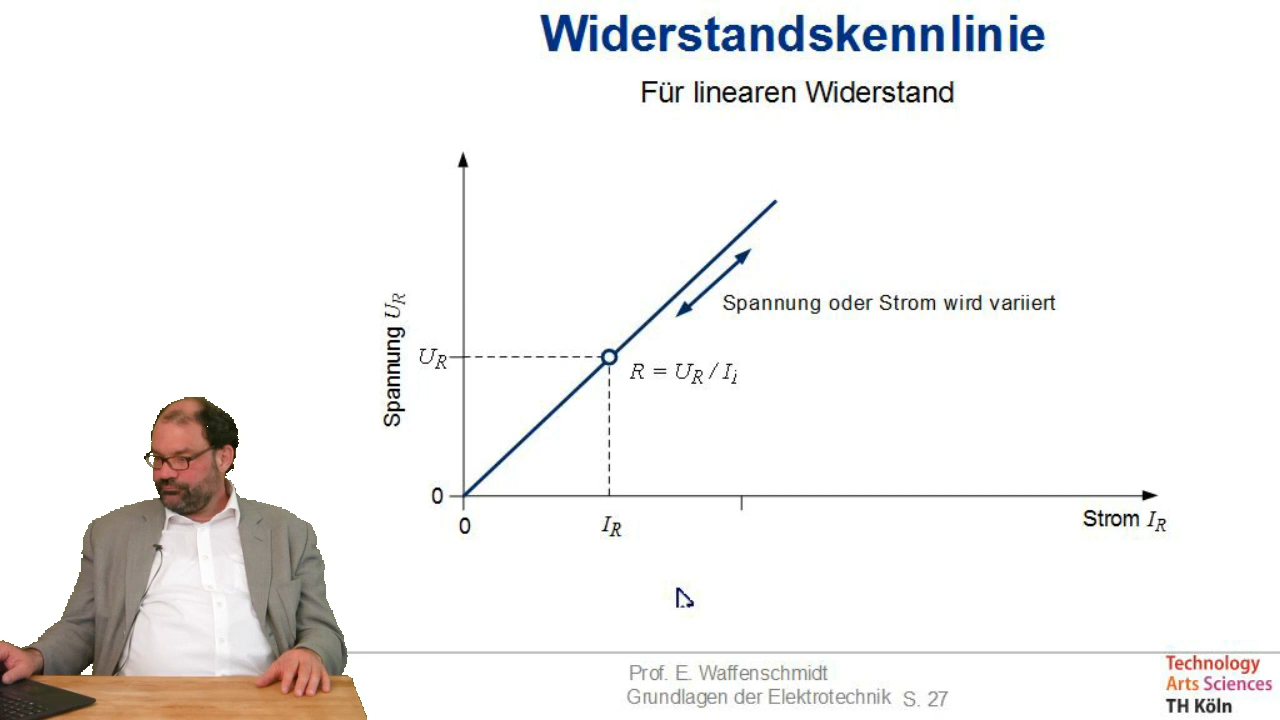 Widerstandskennlinie
Für linearen Widerstand
Spannung U_R
Spannung oder Strom wird variiert
U_R
R = U_R / I_i
0
0
I_R
Strom I_R
Prof. E. Waffenschmidt
Grundlagen der Elektrotechnik S. 27
Technology
Arts Sciences
TH Köln